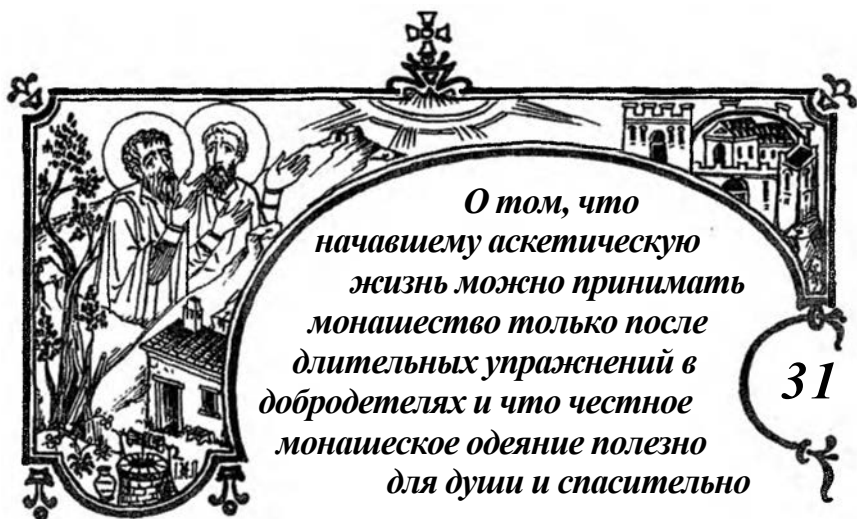 О том, что
начавшему аскетическую
жизнь можно принимать
монашество только после
длительных упражнений в
добродетелях и что честное
монашеское одеяние полезно
для души и спасительно
31